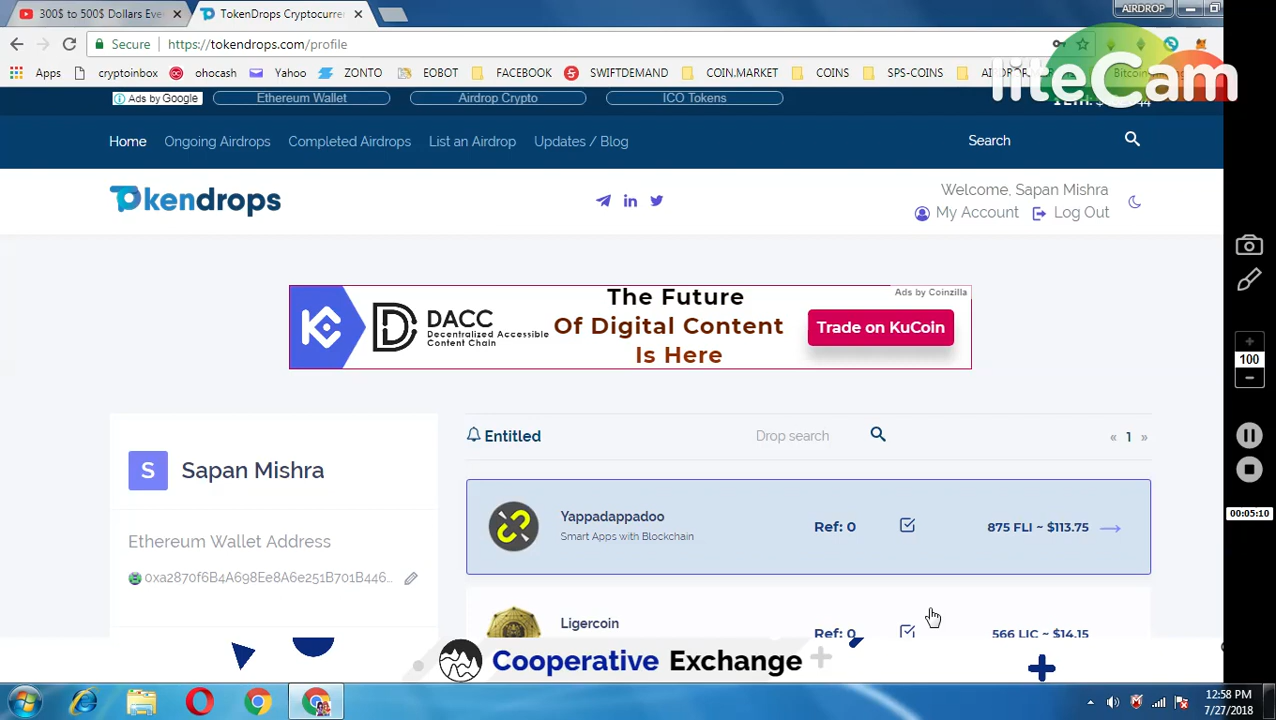 300$ to 500$ Dollars Eve
TokenDrops Cryptocurre
AIRDROP
Secure
https://tokendrops.com/profile
Apps
cryptoinbox
ohocash
Yahoo
ZONTO
EOBOT
FACEBOOK
SWIFTDEMAND
COIN.MARKET
COINS
SPS-COINS
liteCam
Ads by Google
Ethereum Wallet
Airdrop Crypto
ICO Tokens
Home
Ongoing Airdrops
Completed Airdrops
List an Airdrop
Updates / Blog
Search
Tokendrops
Welcome, Sapan Mishra
My Account
Log Out
Ads by Coinzilla
DACC
Decentralized Accessible
Content Chain
The Future
Of Digital Content
Is Here
Trade on KuCoin
100
Entitled
Drop search
« 1 »
S
Sapan Mishra
Yappadappadoo
Smart Apps with Blockchain
Ref: 0
875 FLI ~ $113.75
00:05:10
Ethereum Wallet Address
0xa2870f6B4A698Ee8A6e251B701B446...
Ligercoin
Ref: 0
566 LIC ~ $14.15
Cooperative Exchange
12:58 PM
7/27/2018